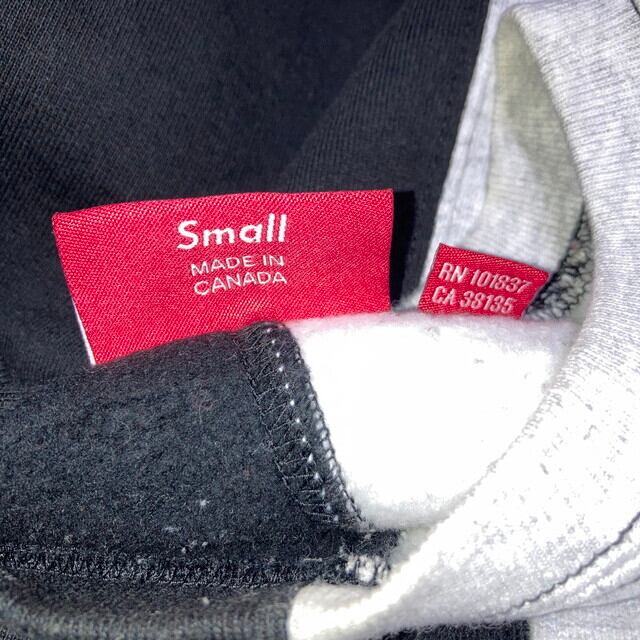 Small
MADE IN
CANADA
RN 101837
CA 38135